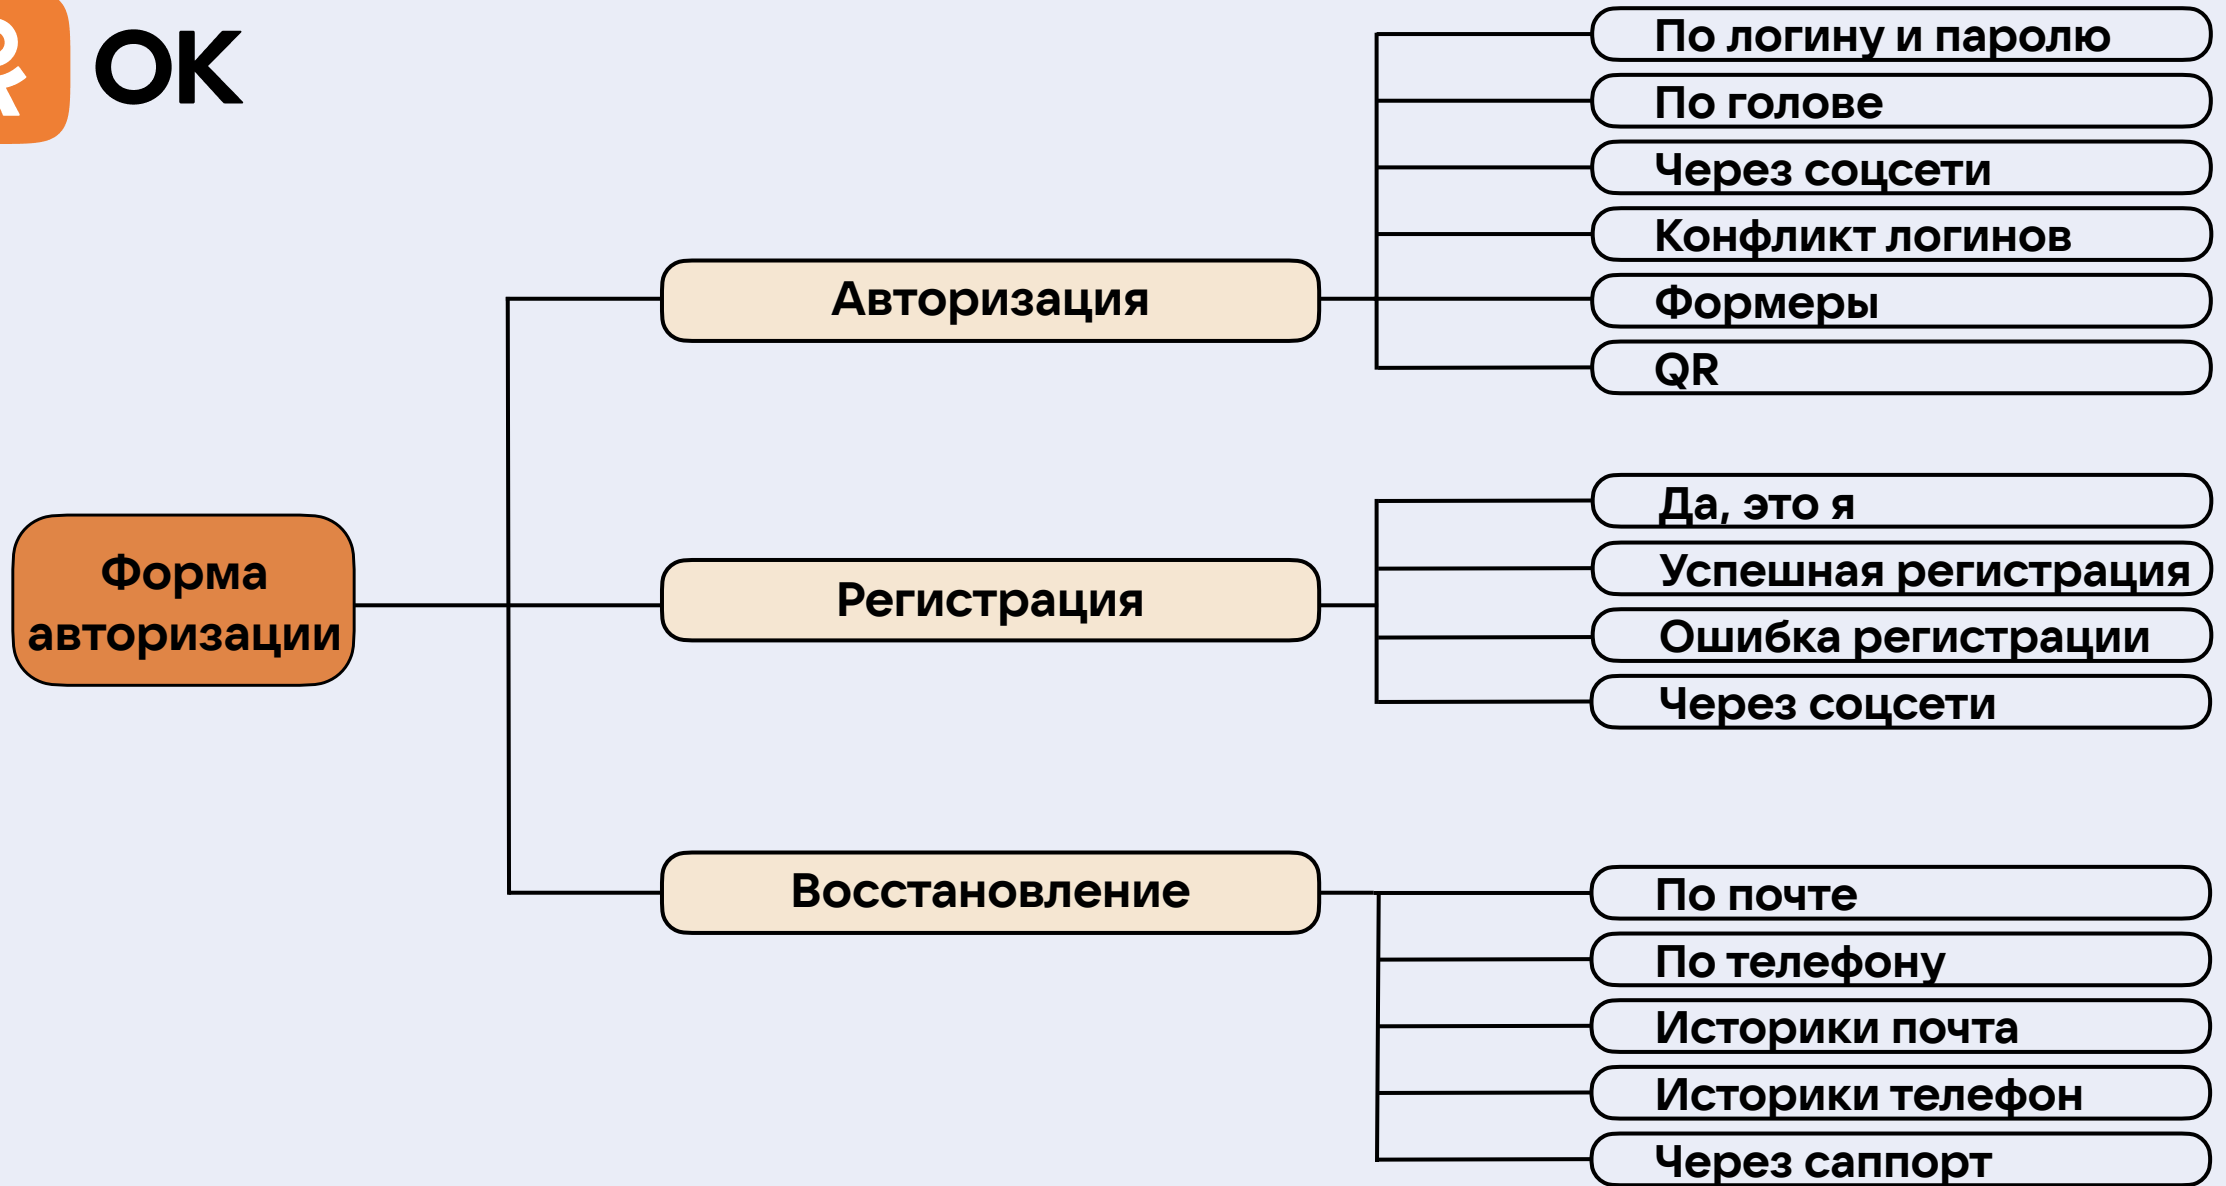 ОК
По логину и паролю
По голове
Через соцсети
Конфликт логинов
Авторизация
Формеры
QR
Да, это я
Форма
авторизации
Успешная регистрация
Регистрация
Ошибка регистрации
Через соцсети
Восстановление
По почте
По телефону
Историки почта
Историки телефон
Через саппорт